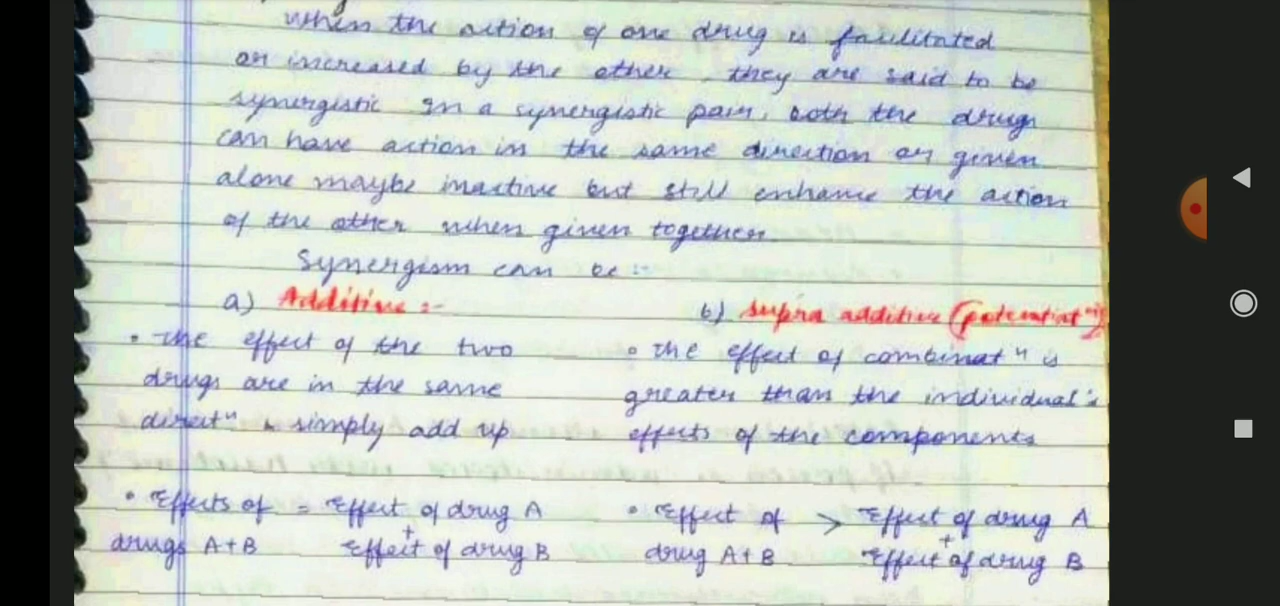 when the action of one drug is facilitated
or increased by the other, they are said to be
synergistic In a synergistic pair, both the drugs
can have action in the same direction or given
alone maybe inactive but still enhance the action
of the other when given together.
Synergism can be :-
a) Additive :-
• The effect of the two
drugs are in the same
directⁿ & simply add up
• Effects of = Effect of drug A
+
drugs A+B Effect of drug B
b) supra additive (potentiatⁿ)
• The effect of combinatⁿ is
greater than the individual's
effects of the components
• Effect of > Effect of drug A
+
drug A+B Effect of drug B